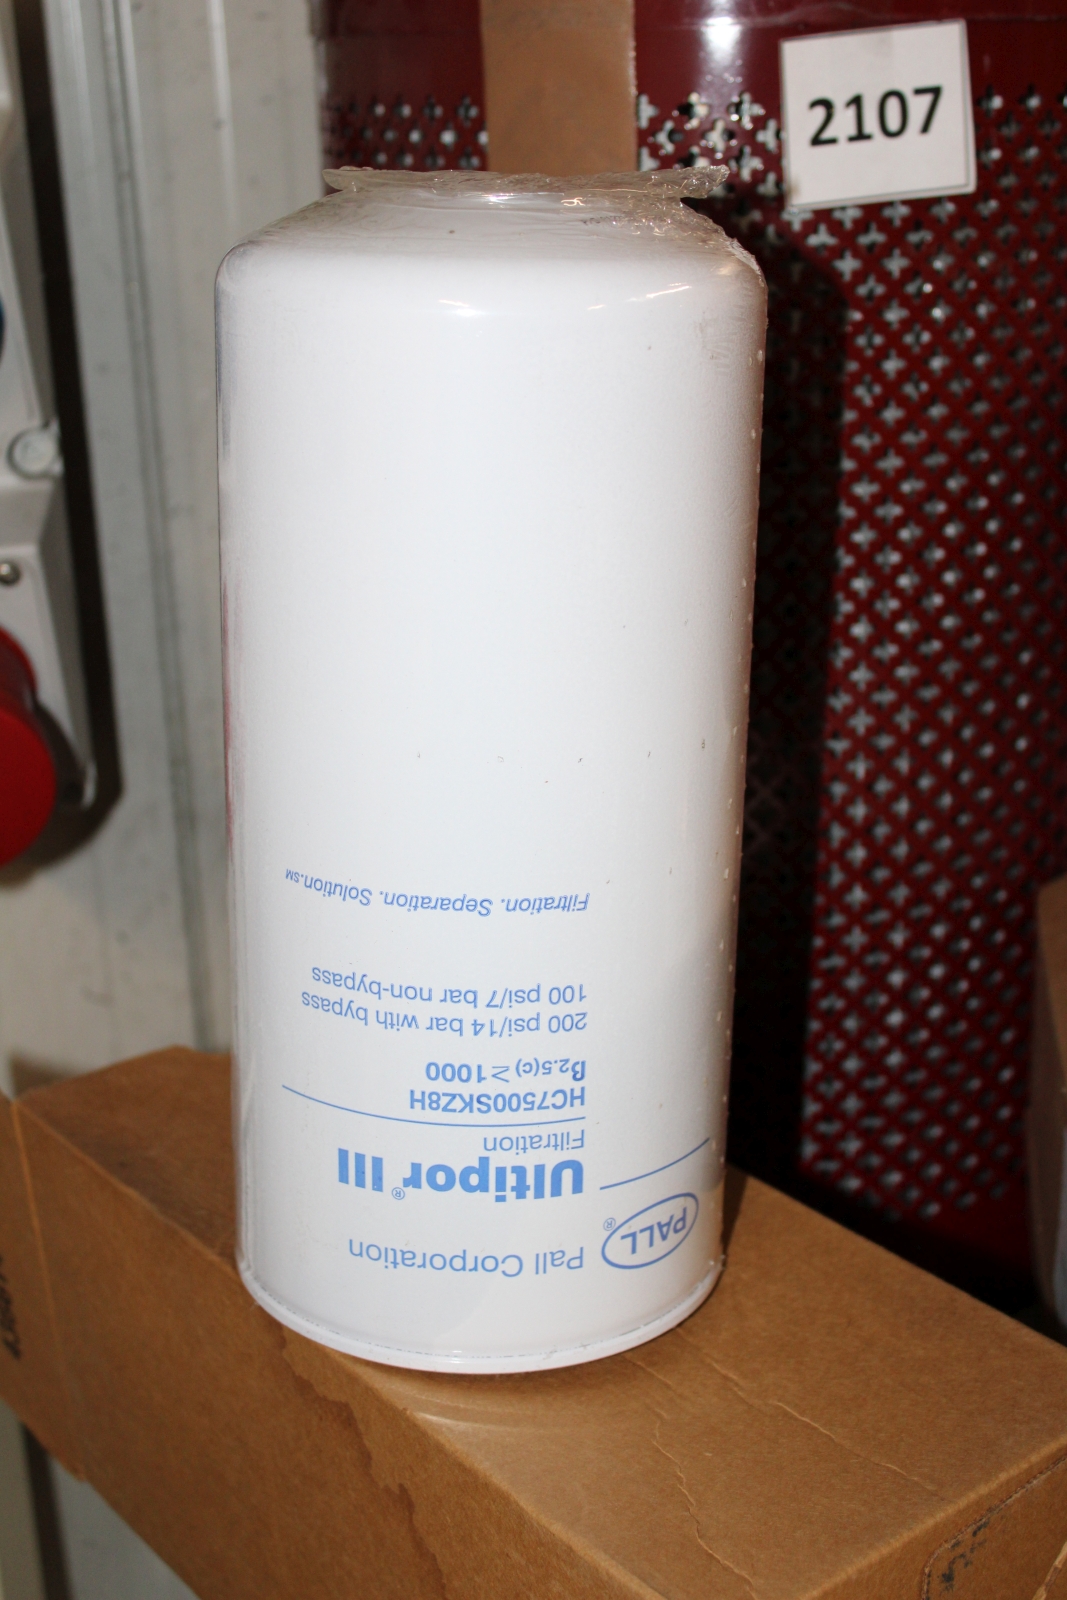 2107
PALL®
Pall Corporation
Ultipor® III
Filtration
HC7500SKZ8H
β2.5(c) ≥1000
200 psi/14 bar with bypass
100 psi/7 bar non-bypass
Filtration. Separation. Solution.SM